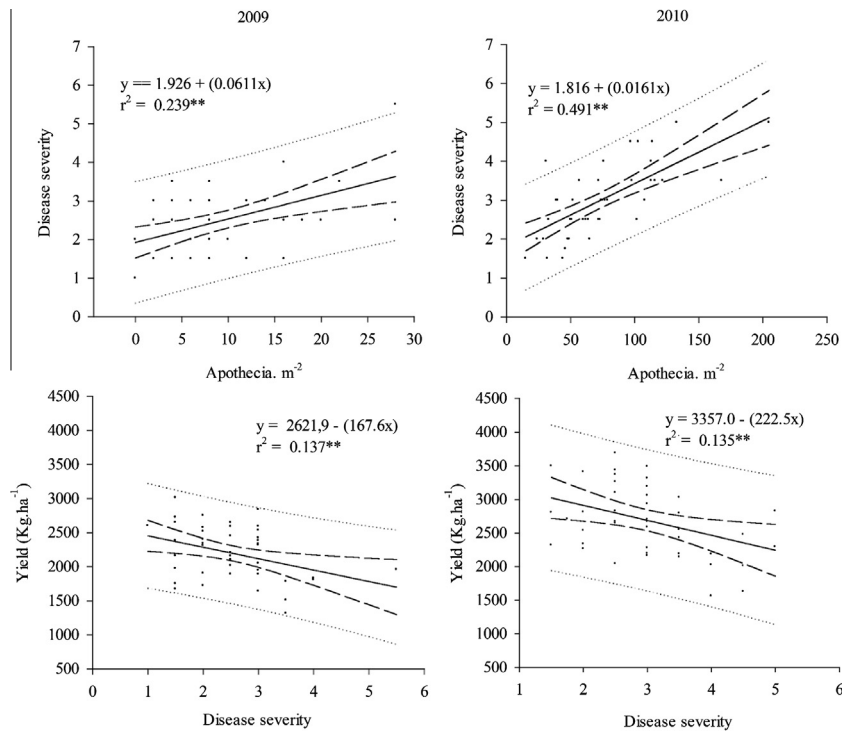 2009
2010
7
6
5
4
3
2
1
0
Disease severity
y == 1.926 + (0.0611x)
r² = 0.239**
0 5 10 15 20 25 30
Apothecia. m⁻²
7
6
5
4
3
2
1
0
Disease severity
y = 1.816 + (0.0161x)
r² = 0.491**
0 50 100 150 200 250
Apothecia. m⁻²
4500
4000
3500
3000
2500
2000
1500
1000
500
Yield (Kg.ha⁻¹)
y = 2621,9 - (167.6x)
r² = 0.137**
0 1 2 3 4 5 6
Disease severity
4500
4000
3500
3000
2500
2000
1500
1000
500
Yield (Kg.ha⁻¹)
y = 3357.0 - (222.5x)
r² = 0.135**
1 2 3 4 5 6
Disease severity